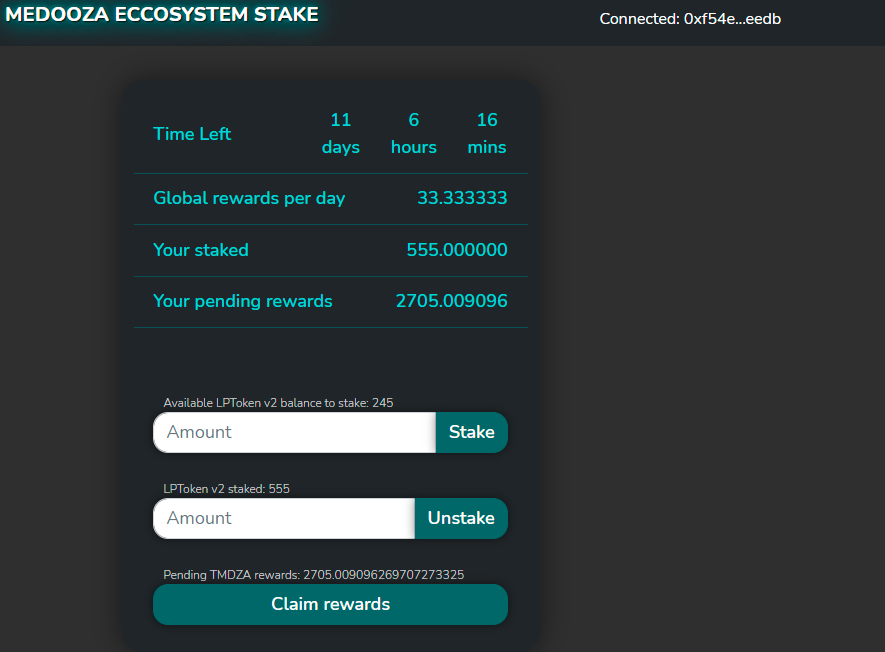 MEDOOZA ECCOSYSTEM STAKE
Connected: 0xf54e...eedb
Time Left
11 6 16
days hours mins
Global rewards per day 33.333333
Your staked 555.000000
Your pending rewards 2705.009096
Available LPToken v2 balance to stake: 245
Amount Stake
LPToken v2 staked: 555
Amount Unstake
Pending TMDZA rewards: 2705.009096269707273325
Claim rewards